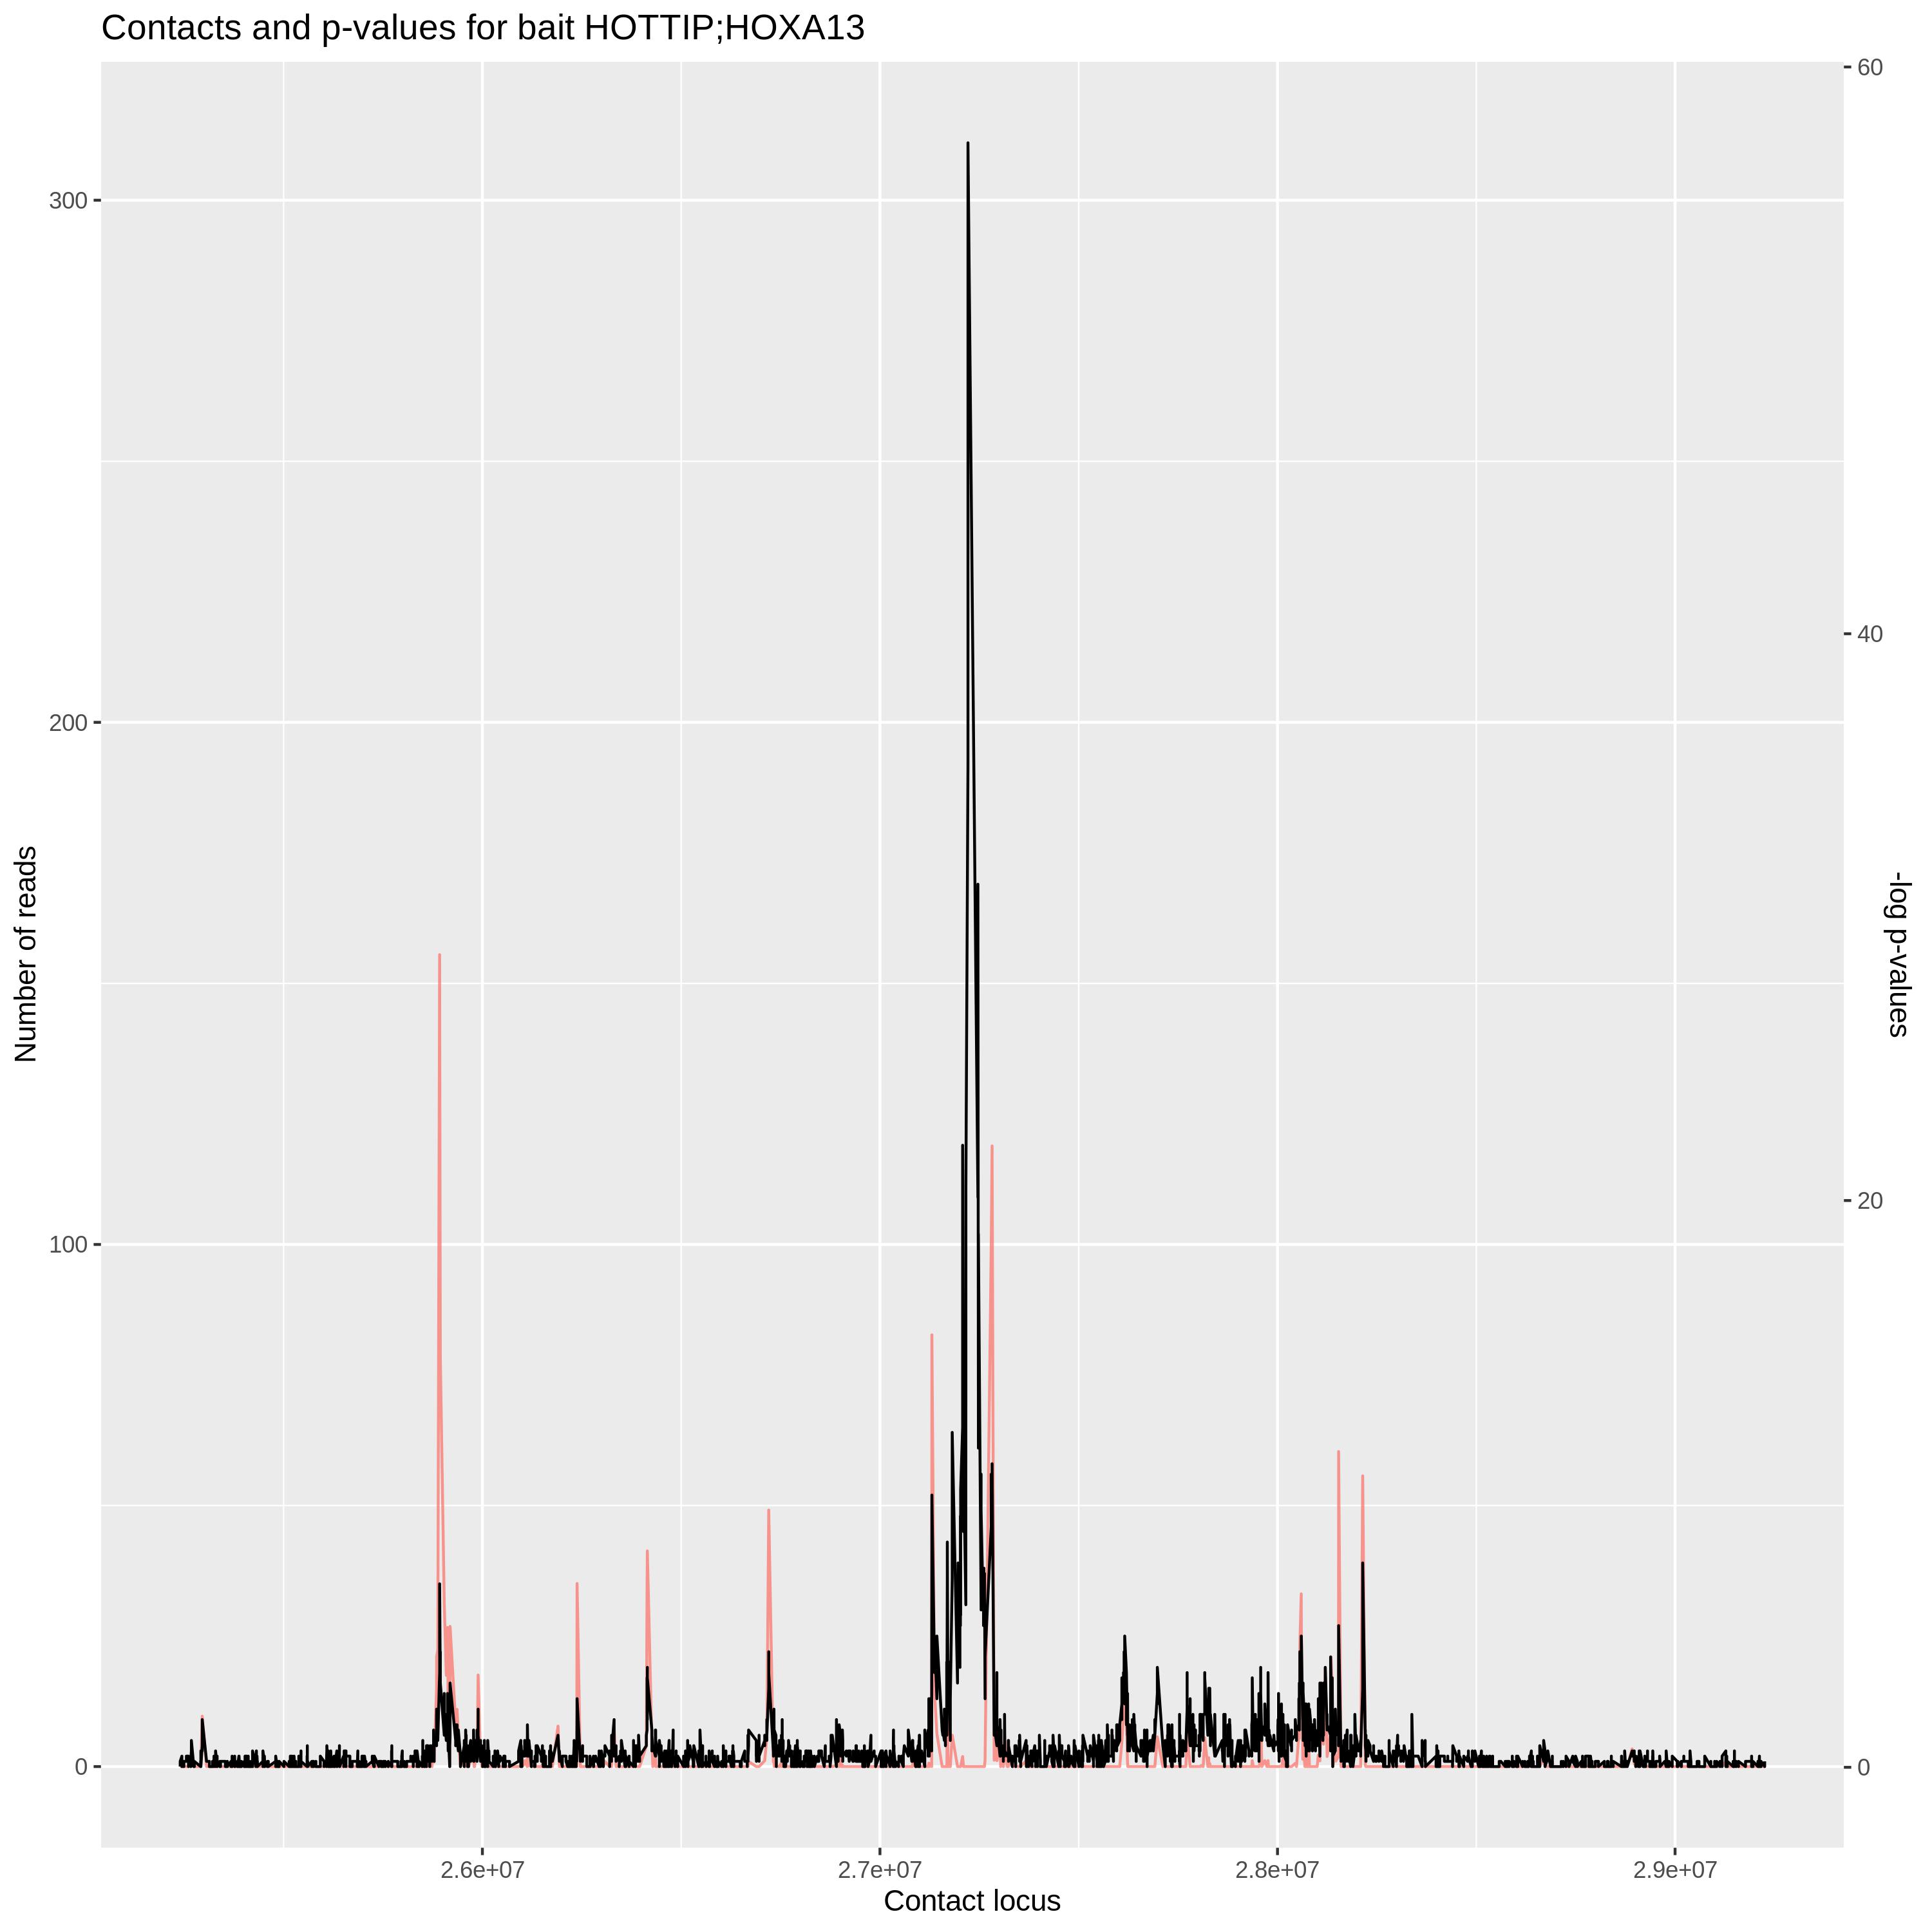 Contacts and p-values for bait HOTTIP;HOXA13
300
200
100
0
Number of reads
60
40
20
0
-log p-values
2.6e+07
2.7e+07
2.8e+07
2.9e+07
Contact locus